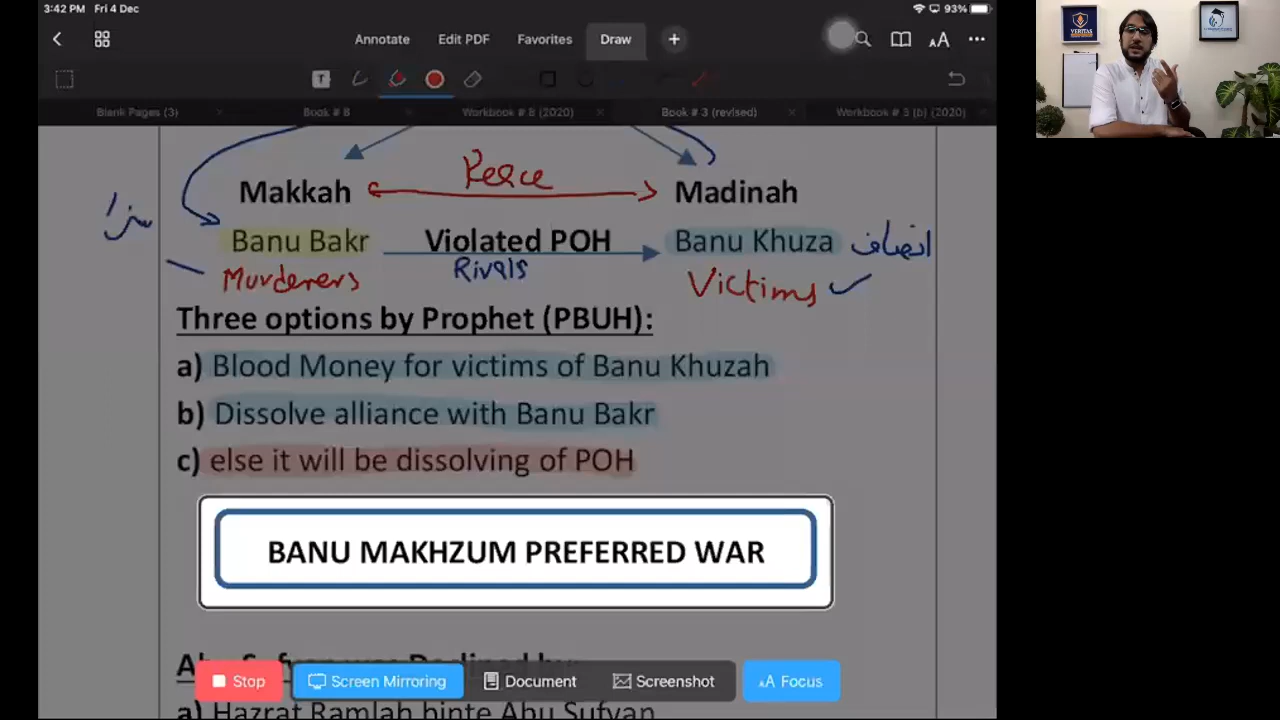 3:42 PM Fri 4 Dec
93%
Annotate Edit PDF Favorites Draw
T
Blank Pages (3) × Book # 8 × Workbook # 8 (2020) × Book # 3 (revised) × Workbook # 3 (b) (2020)
VERITAS
Peace
Makkah Madinah
سزا
Banu Bakr Violated POH Banu Khuza انصاف
Murderers Rivals Victims
Three options by Prophet (PBUH):
a) Blood Money for victims of Banu Khuzah
b) Dissolve alliance with Banu Bakr
c) else it will be dissolving of POH
BANU MAKHZUM PREFERRED WAR
Stop Screen Mirroring Document Screenshot AA Focus
a) Hazrat Ramlah binte Abu Sufyan